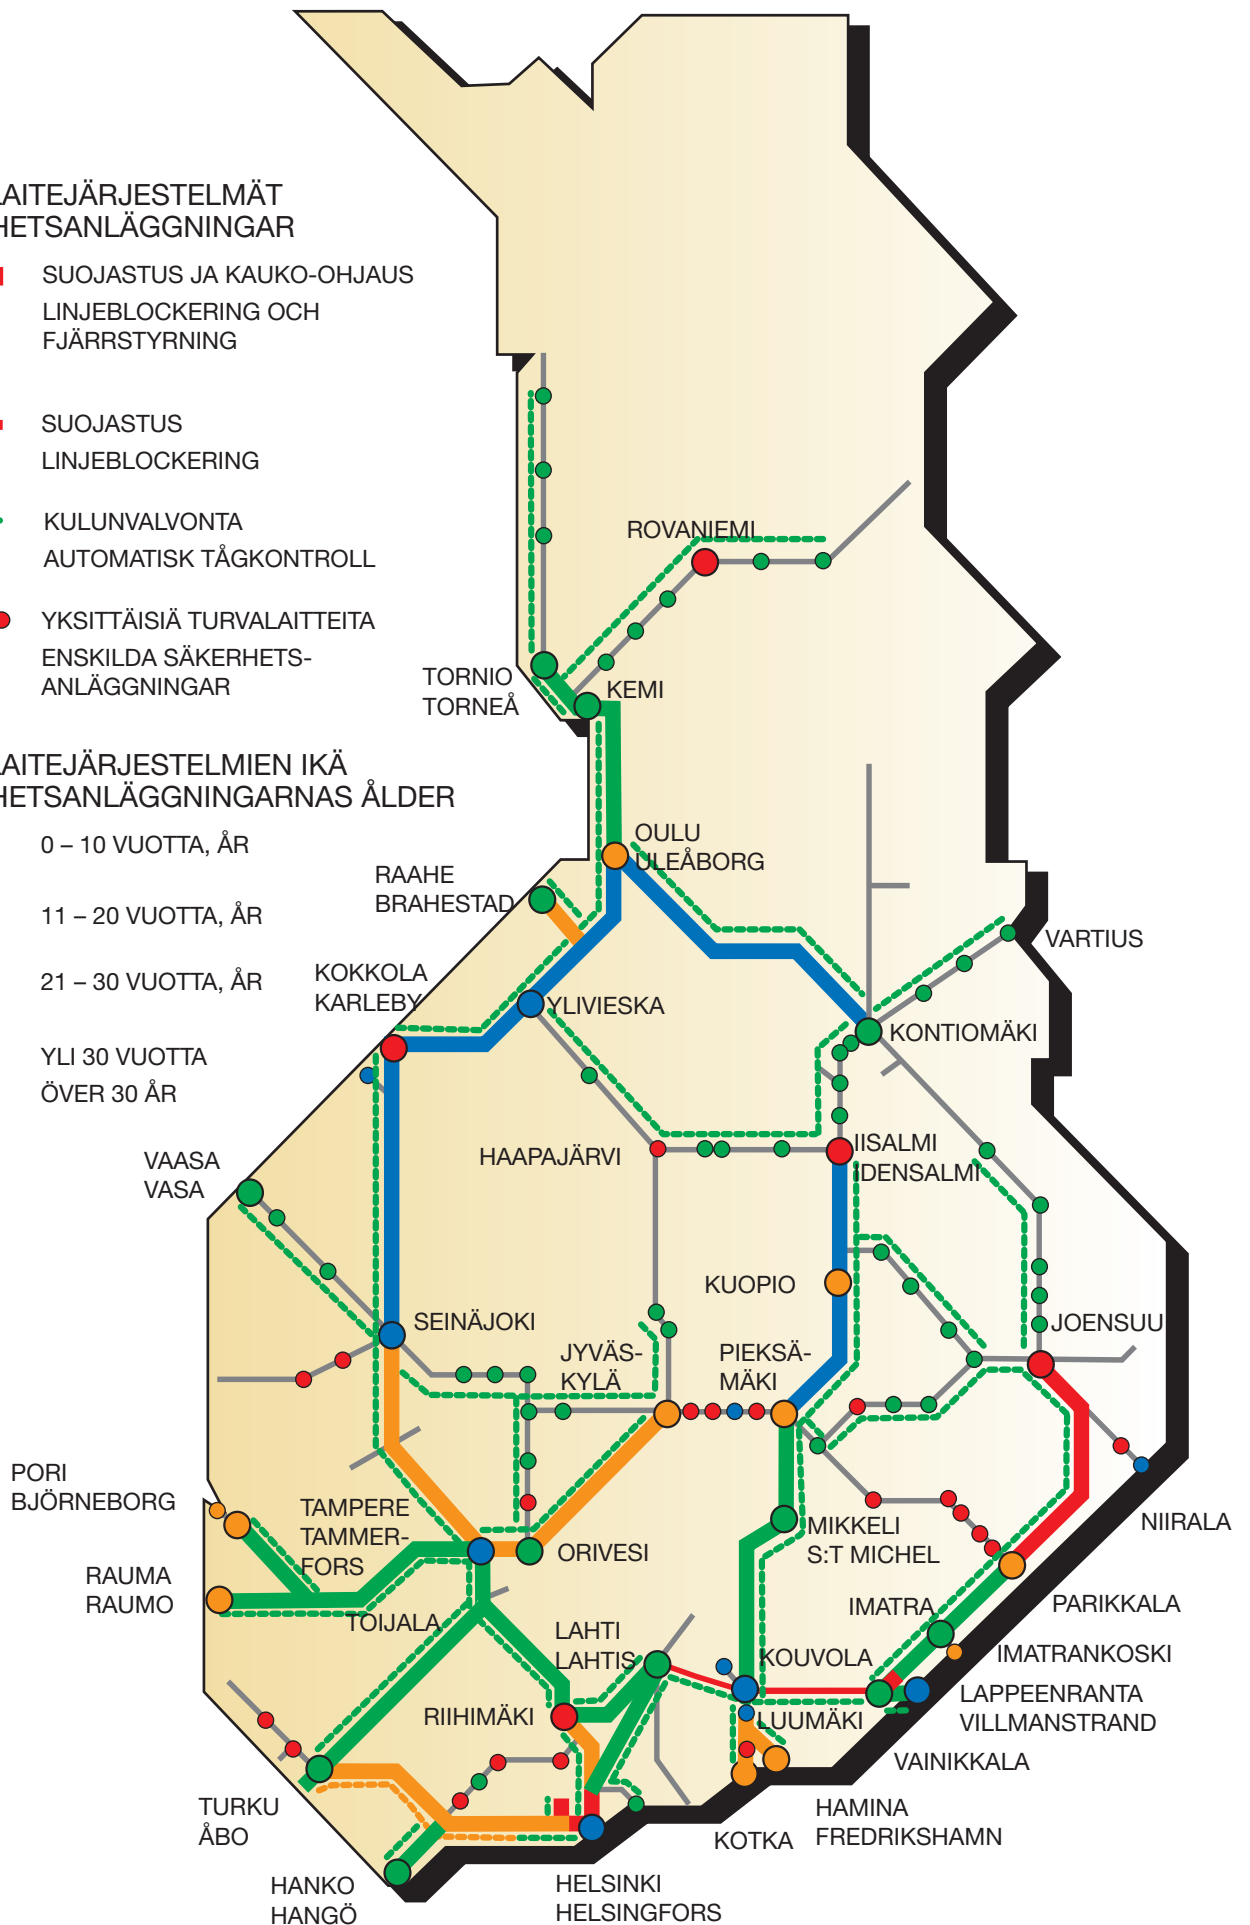 LAITEJÄRJESTELMÄT
HETSANLÄGGNINGAR
SUOJASTUS JA KAUKO-OHJAUS
LINJEBLOCKERING OCH
FJÄRRSTYRNING
SUOJASTUS
LINJEBLOCKERING
KULUNVALVONTA
AUTOMATISK TÅGKONTROLL
YKSITTÄISIÄ TURVALAITTEITA
ENSKILDA SÄKERHETS-
ANLÄGGNINGAR
LAITEJÄRJESTELMIEN IKÄ
HETSANLÄGGNINGARNAS ÅLDER
0 – 10 VUOTTA, ÅR
11 – 20 VUOTTA, ÅR
21 – 30 VUOTTA, ÅR
YLI 30 VUOTTA
ÖVER 30 ÅR
ROVANIEMI
TORNIO
TORNEÅ
KEMI
OULU
ULEÅBORG
RAAHE
BRAHESTAD
VARTIUS
KOKKOLA
KARLEBY
YLIVIESKA
KONTIOMÄKI
HAAPAJÄRVI
IISALMI
IDENSALMI
VAASA
VASA
KUOPIO
SEINÄJOKI
JOENSUU
JYVÄS-
KYLÄ
PIEKSÄ-
MÄKI
PORI
BJÖRNEBORG
TAMPERE
TAMMER-
FORS
ORIVESI
MIKKELI
S:T MICHEL
NIIRALA
RAUMA
RAUMO
TOIJALA
IMATRA
PARIKKALA
LAHTI
LAHTIS
KOUVOLA
IMATRANKOSKI
RIIHIMÄKI
LUUMÄKI
LAPPEENRANTA
VILLMANSTRAND
VAINIKKALA
TURKU
ÅBO
HAMINA
FREDRIKSHAMN
KOTKA
HANKO
HANGÖ
HELSINKI
HELSINGFORS